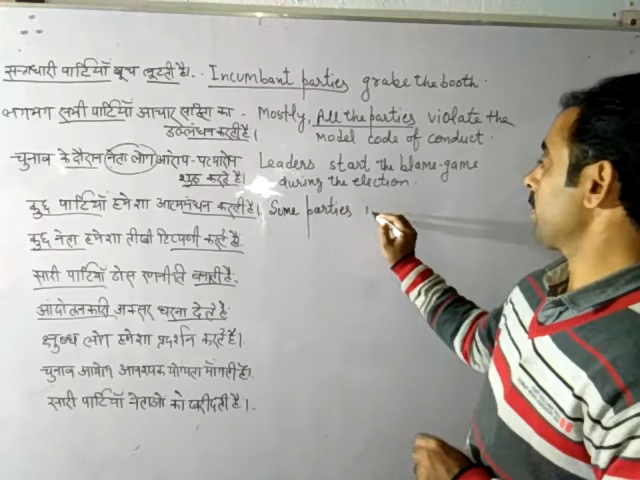 सत्ताधारी पार्टियाँ बूथ लूटती है। . Incumbant parties grabe the booth.
लगभग सभी पार्टियाँ आचार संहिता का - Mostly, All the parties violate the
उल्लंघन करती है। model code of conduct.
चुनाव के दौरान नेता लोग आरोप-प्रत्यारोप Leaders start the blame-game
शुरू करते है। during the election.
कुछ पार्टियाँ हमेशा आत्ममंथन करती है। Some parties
कुछ नेता हमेशा तीखी टिप्पणी करते है
सारी पार्टियाँ ठोस रणनीति बनाती है.
आंदोलनकारी अक्सर धरना देते है
क्षुब्ध लोग हमेशा प्रदर्शन करते है।
चुनाव आयोग आवश्यक माँगती है।
सारी पार्टियाँ नेताओं को खरीदती है।.